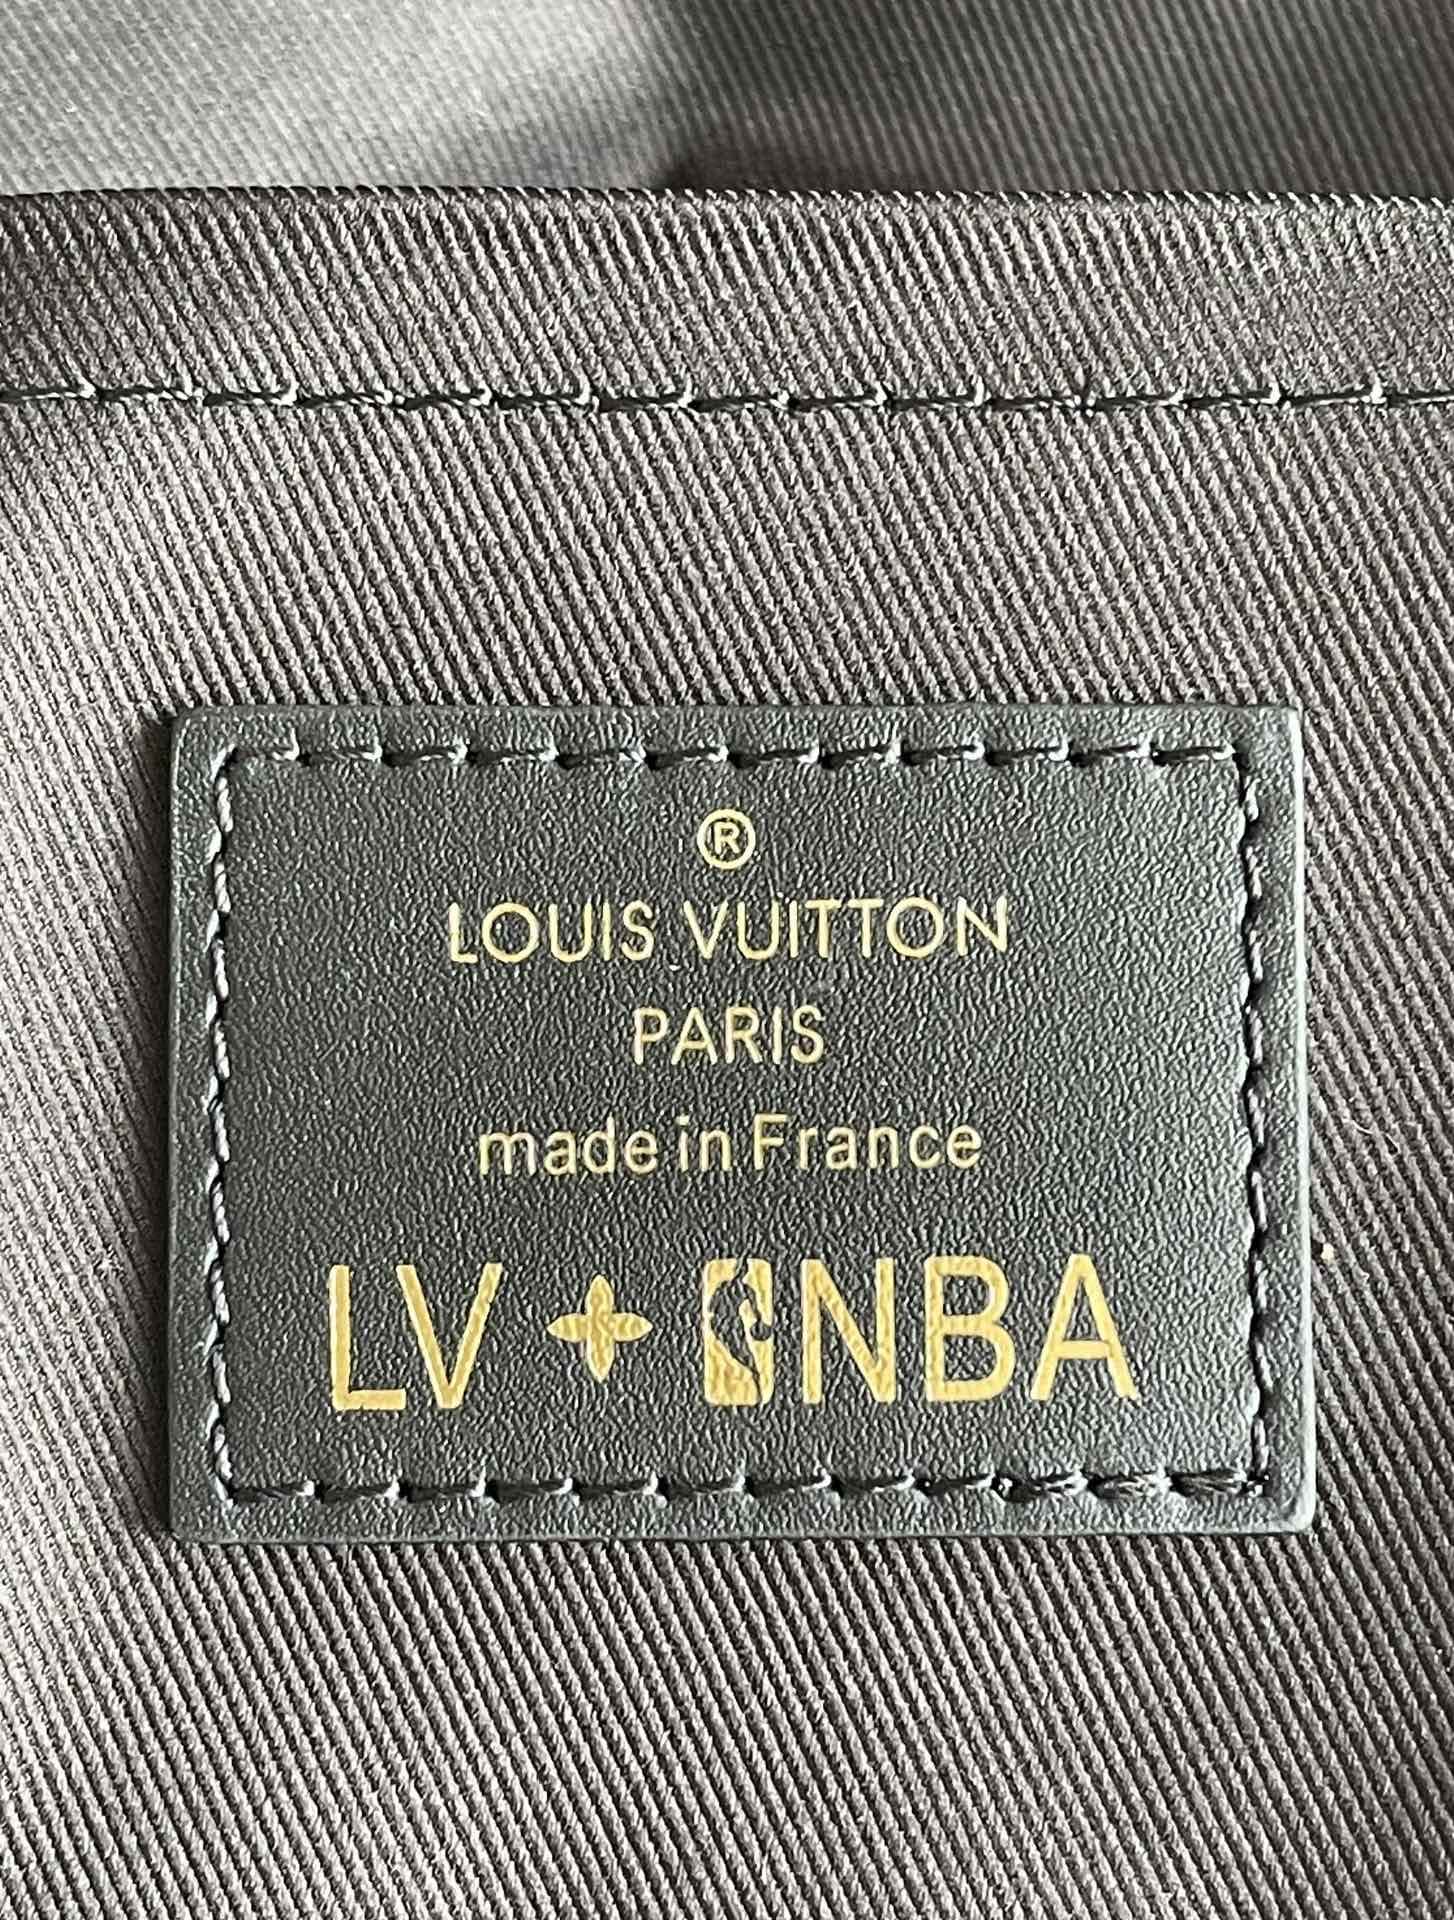 ®
LOUIS VUITTON
PARIS
made in France
LV NBA